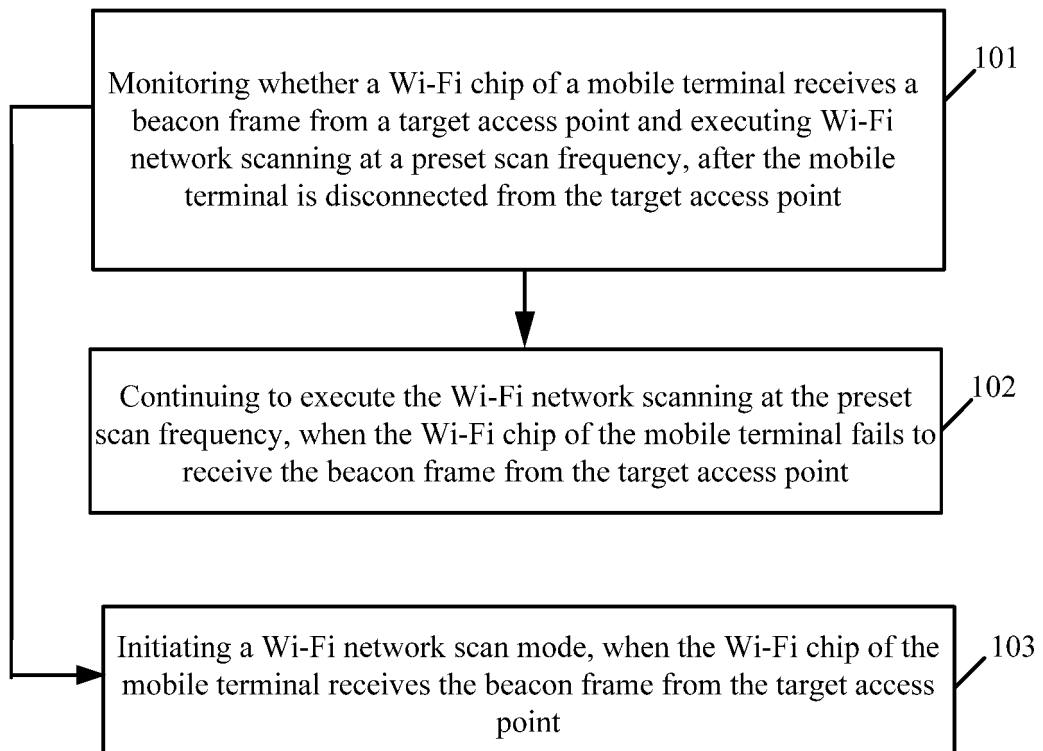 Monitoring whether a Wi-Fi chip of a mobile terminal receives a
beacon frame from a target access point and executing Wi-Fi
network scanning at a preset scan frequency, after the mobile
terminal is disconnected from the target access point
101
Continuing to execute the Wi-Fi network scanning at the preset
scan frequency, when the Wi-Fi chip of the mobile terminal fails to
receive the beacon frame from the target access point
102
Initiating a Wi-Fi network scan mode, when the Wi-Fi chip of the
mobile terminal receives the beacon frame from the target access
point
103